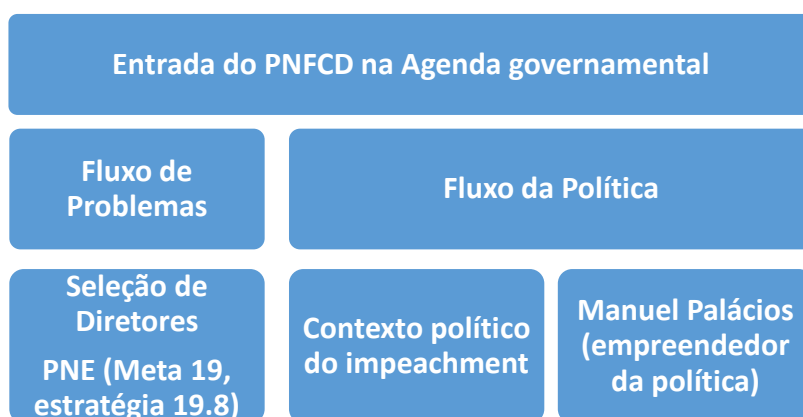 Entrada do PNFCD na Agenda governamental
Fluxo de
Problemas
Fluxo da Política
Seleção de
Diretores
PNE (Meta 19,
estratégia 19.8)
Contexto político
do impeachment
Manuel Palácios
(empreendedor
da política)